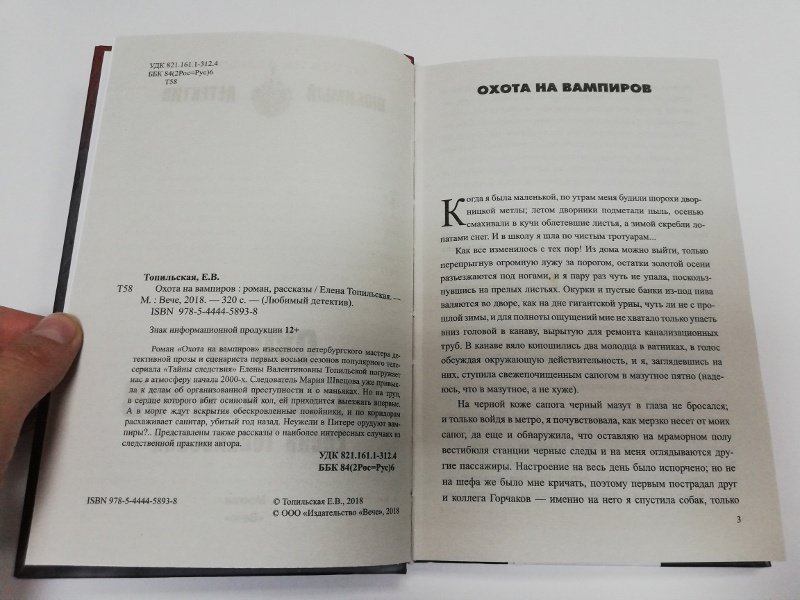 УДК 821.161.1-312.4
ББК 84(2Рос=Рус)6
Т58
Топильская, Е.В.
Т58 Охота на вампиров : роман, рассказы / Елена Топильская. —
М. : Вече, 2018. — 320 с. — (Любимый детектив).
ISBN 978-5-4444-5893-8
Знак информационной продукции 12+
Роман «Охота на вампиров» известного петербургского мастера де-
тективной прозы и сценариста первых восьми сезонов популярного теле-
сериала «Тайны следствия» Елены Валентиновны Топильской погружает
нас в атмосферу начала 2000-х. Следователь Мария Швецова уже привык-
ла к делам об организованной преступности и о маньяках. Но на труп,
в сердце которого вбит осиновый кол, ей приходится выезжать впервые.
А в морге ждут вскрытия обескровленные покойники, и по коридорам
расхаживает санитар, убитый год назад. Неужели в Питере орудуют вам-
пиры?.. Представлены также рассказы о наиболее интересных случаях из
следственной практики автора.
УДК 821.161.1-312.4
ББК 84(2Рос=Рус)6
ISBN 978-5-4444-5893-8
© Топильская Е.В., 2018
© ООО «Издательство «Вече», 2018
ОХОТА НА ВАМПИРОВ
Когда я была маленькой, по утрам меня будили шорохи двор-
ницкой метлы; летом дворники подметали пыль, осенью
смахивали в кучи облетевшие листья, а зимой скребли ло-
патами снег. И в школу я шла по чистым тротуарам...
Как все изменилось с тех пор! Из дома можно выйти, только
перепрыгнув огромную лужу за порогом, остатки золотой осени
разъезжаются под ногами, и я пару раз чуть не упала, поскольз-
нувшись на прелых листьях. Окурки и пустые банки из-под пива
валяются во дворе, как на дне гигантской урны, чуть ли не с про-
шлой зимы, и для полноты ощущений мне не хватало только упасть
вниз головой в канаву, вырытую для ремонта канализационных
труб. В канаве вяло копошились два молодца в ватниках, в голос
обсуждая окружающую действительность, и я, заглядевшись на
них, ступила свежепочищенным сапогом в мазутное пятно (наде-
юсь, что в мазутное, а не хуже).
На черной коже сапога черный мазут в глаза не бросался;
и только войдя в метро, я почувствовала, как мерзко несет от моих
сапог, да еще и обнаружила, что оставляю на мраморном полу
вестибюля станции черные следы и на меня оглядываются дру-
гие пассажиры. Настроение на весь день было испорчено; но не
на шефа же было мне кричать, поэтому первым пострадал друг
и коллега Горчаков — именно на него я спустила собак, только
3